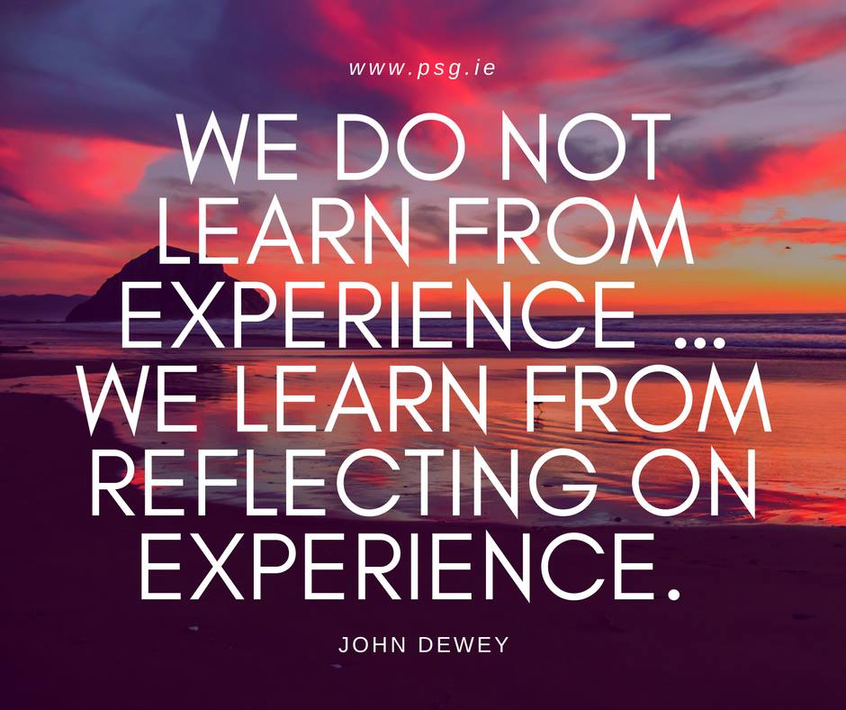 www.psg.ie
WE DO NOT
LEARN FROM
EXPERIENCE ...
WE LEARN FROM
REFLECTING ON
EXPERIENCE.
JOHN DEWEY